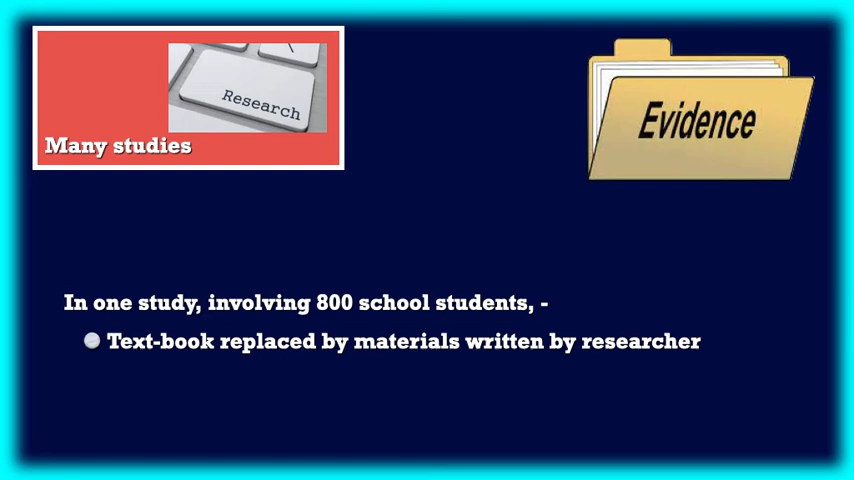 Research
Evidence
Many studies
In one study, involving 800 school students, -
Text-book replaced by materials written by researcher